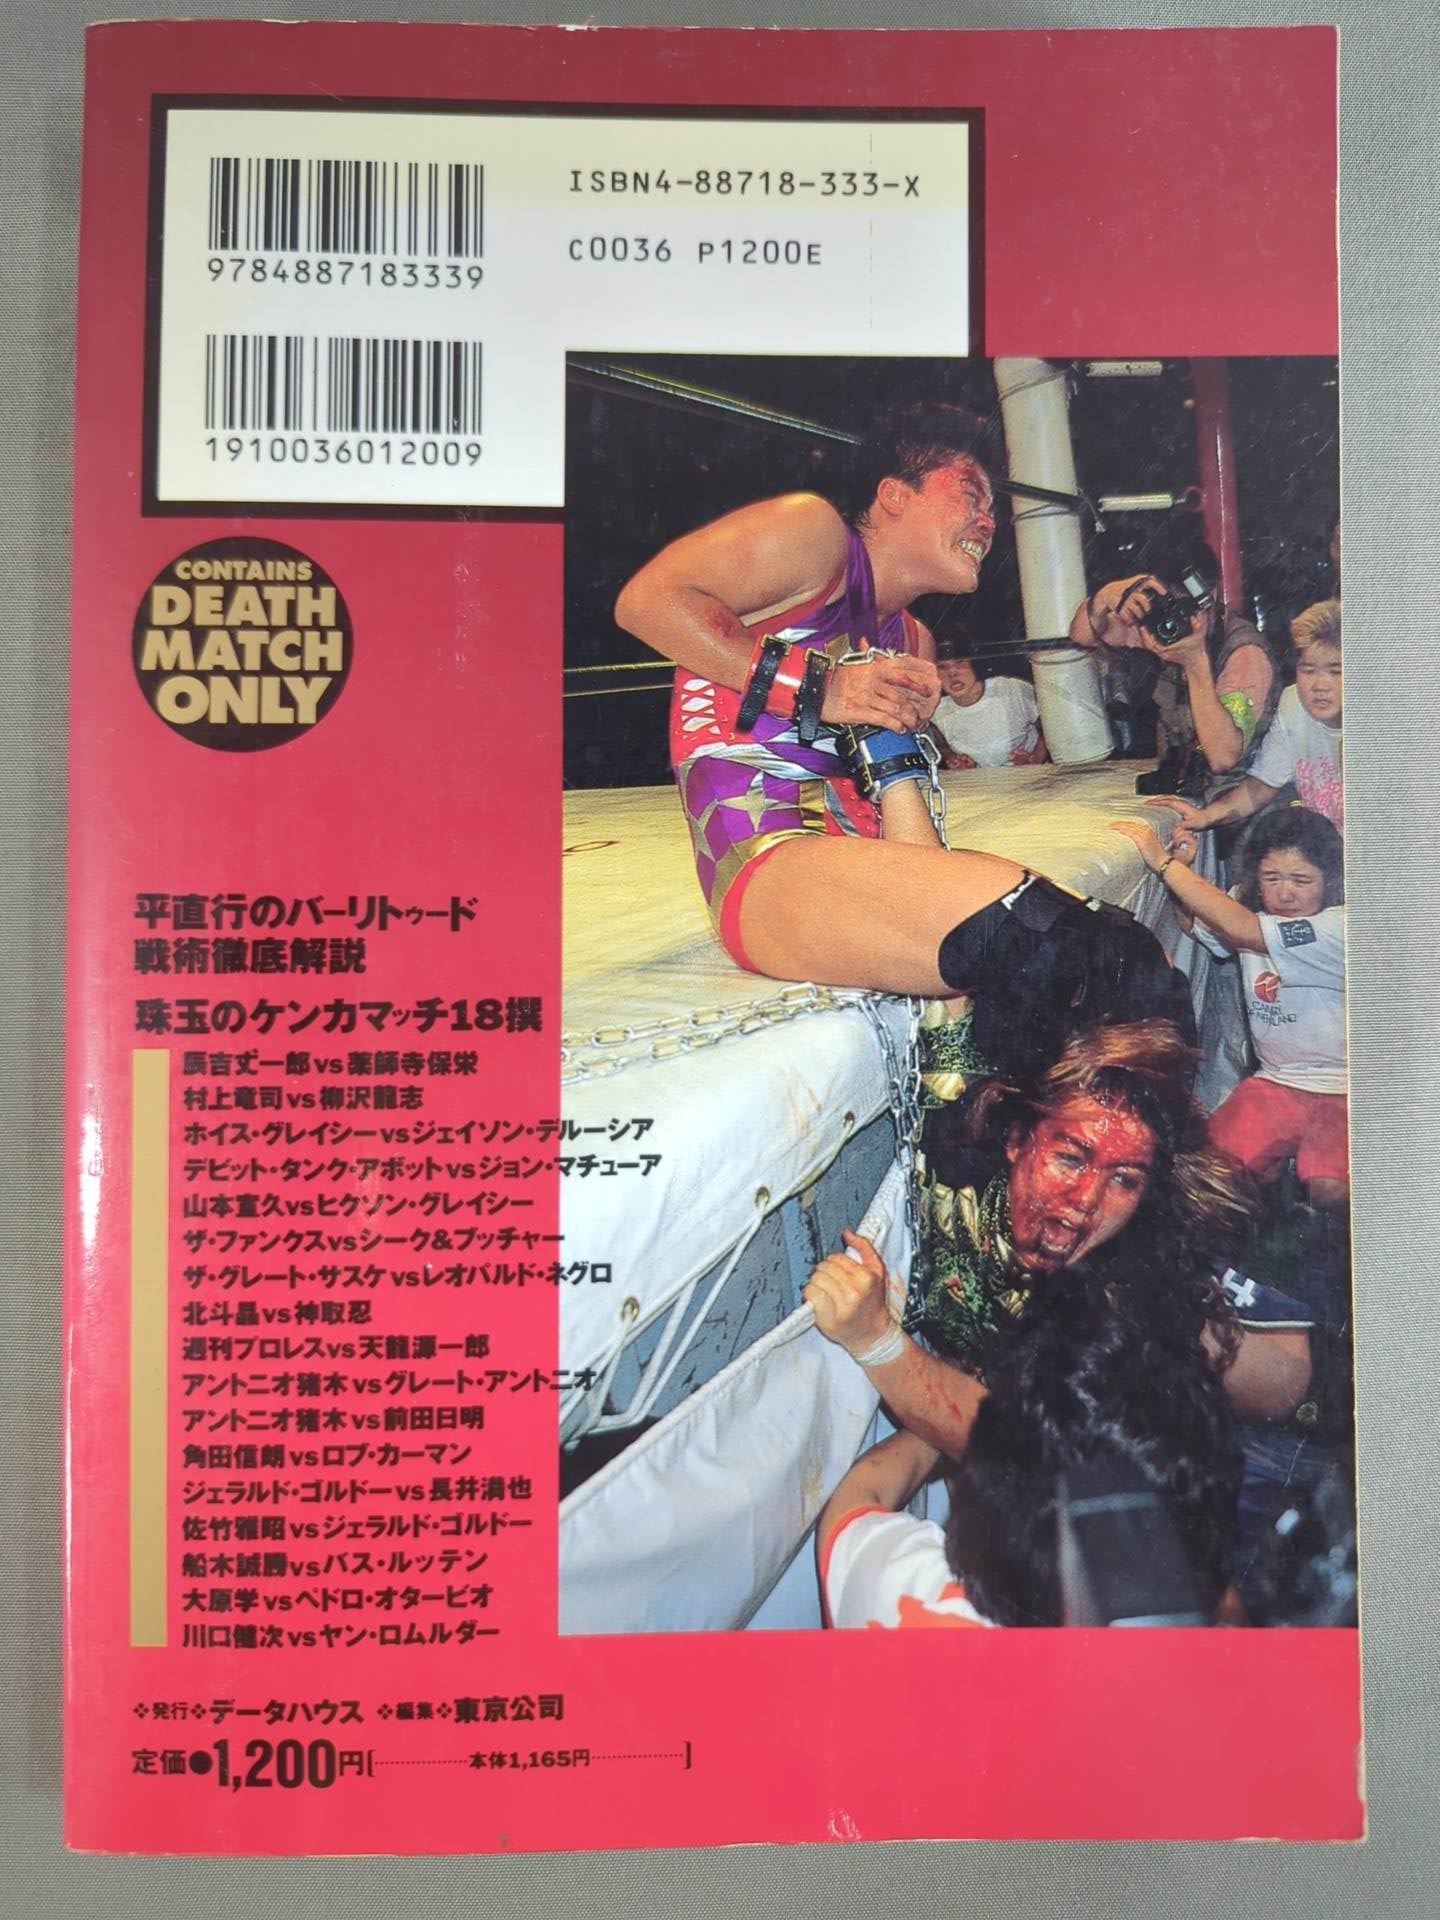 ISBN4-88718-333-X
C0036 P1200E
9784887183339
1910036012009
CONTAINS
DEATH
MATCH
ONLY
平直行のバーリトゥード
戦術徹底解説
珠玉のケンカマッチ18撰
辰吉丈一郎vs薬師寺保栄
村上竜司vs柳沢龍志
ホイス・グレイシーvsジェイソン・デルーシア
デビット・タンク・アボットvsジョン・マチューア
山本宣久vsヒクソン・グレイシー
ザ・ファンクスvsシーク&ブッチャー
ザ・グレート・サスケvsレオパルド・ネグロ
北斗晶vs神取忍
週刊プロレスvs天龍源一郎
アントニオ猪木vsグレート・アントニオ
アントニオ猪木vs前田日明
角田信朗vsロブ・カーマン
ジェラルド・ゴルドーvs長井満也
佐竹雅昭vsジェラルド・ゴルドー
船木誠勝vsバス・ルッテン
大原学vsペドロ・オタービオ
川口健次vsヤン・ロムルダー
❖発行❖データハウス ❖編集❖東京公司
定価●1,200円[………………本体1,165円………………]